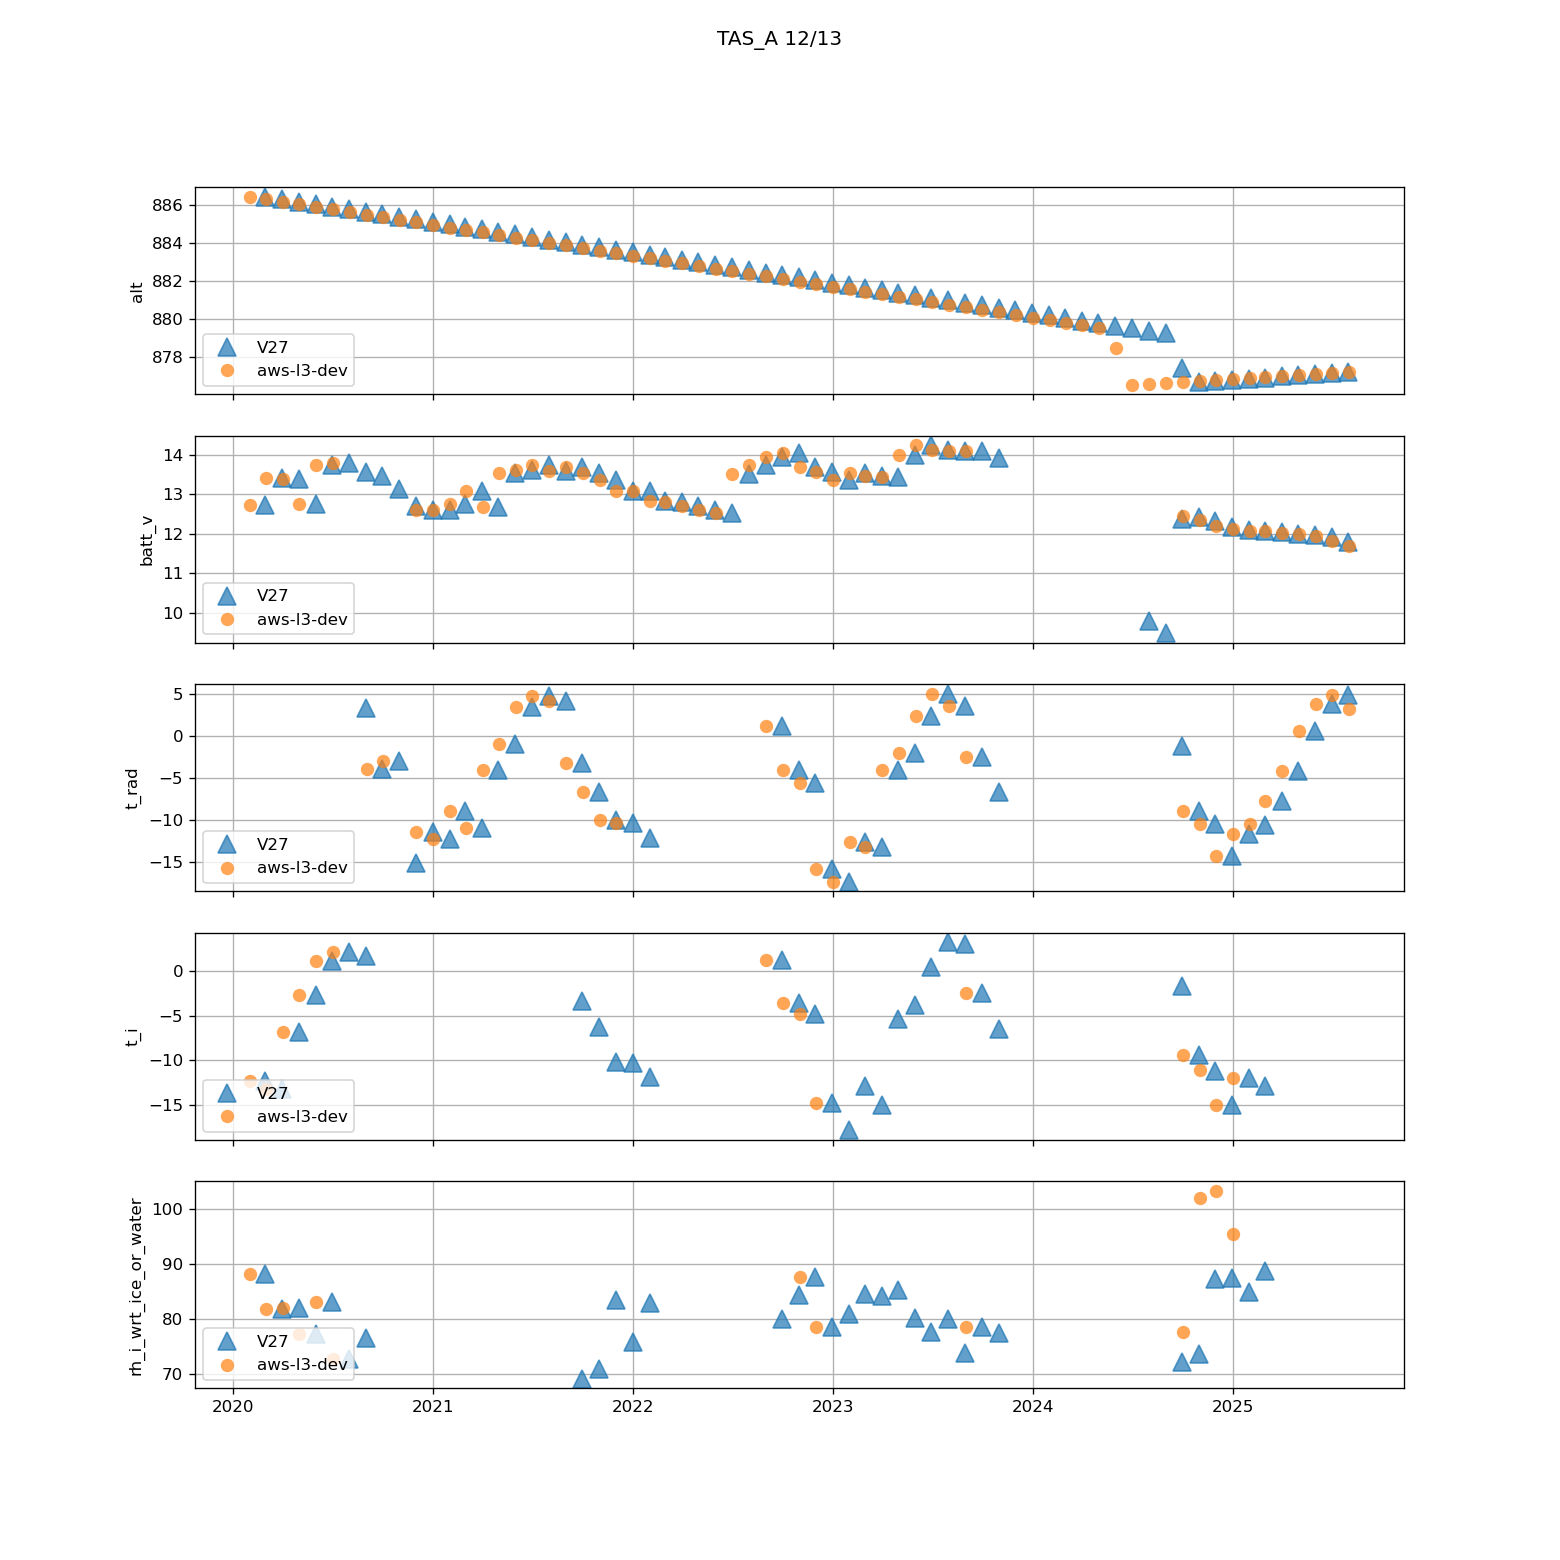 TAS_A 12/13
886
884
882
880
878
alt
V27
aws-l3-dev
14
13
12
11
10
batt_v
V27
aws-l3-dev
5
0
−5
−10
−15
t_rad
V27
aws-l3-dev
0
−5
−10
−15
t_i
V27
aws-l3-dev
100
90
80
70
rh_i_wrt_ice_or_water
V27
aws-l3-dev
2020 2021 2022 2023 2024 2025